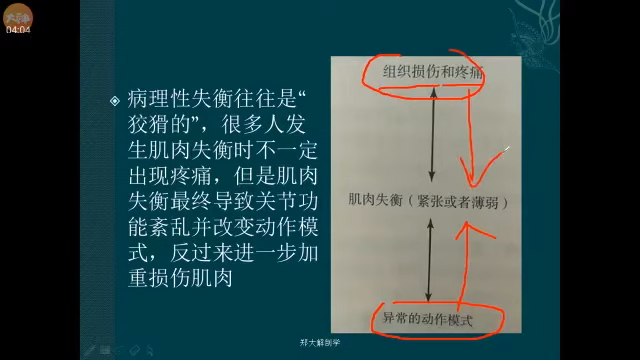 大神
04:04
病理性失衡往往是“
狡猾的”，很多人发
生肌肉失衡时不一定
出现疼痛，但是肌肉
失衡最终导致关节功
能紊乱并改变动作模
式，反过来进一步加
重损伤肌肉
组织损伤和疼痛
肌肉失衡（紧张或者薄弱）
异常的动作模式
郑大解剖学